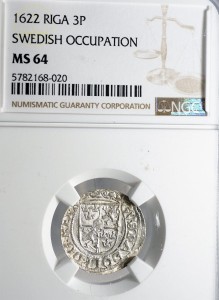 1622 RIGA 3P
SWEDISH OCCUPATION
MS 64
5782168-020
NUMISMATIC GUARANTY CORPORATION
NGC